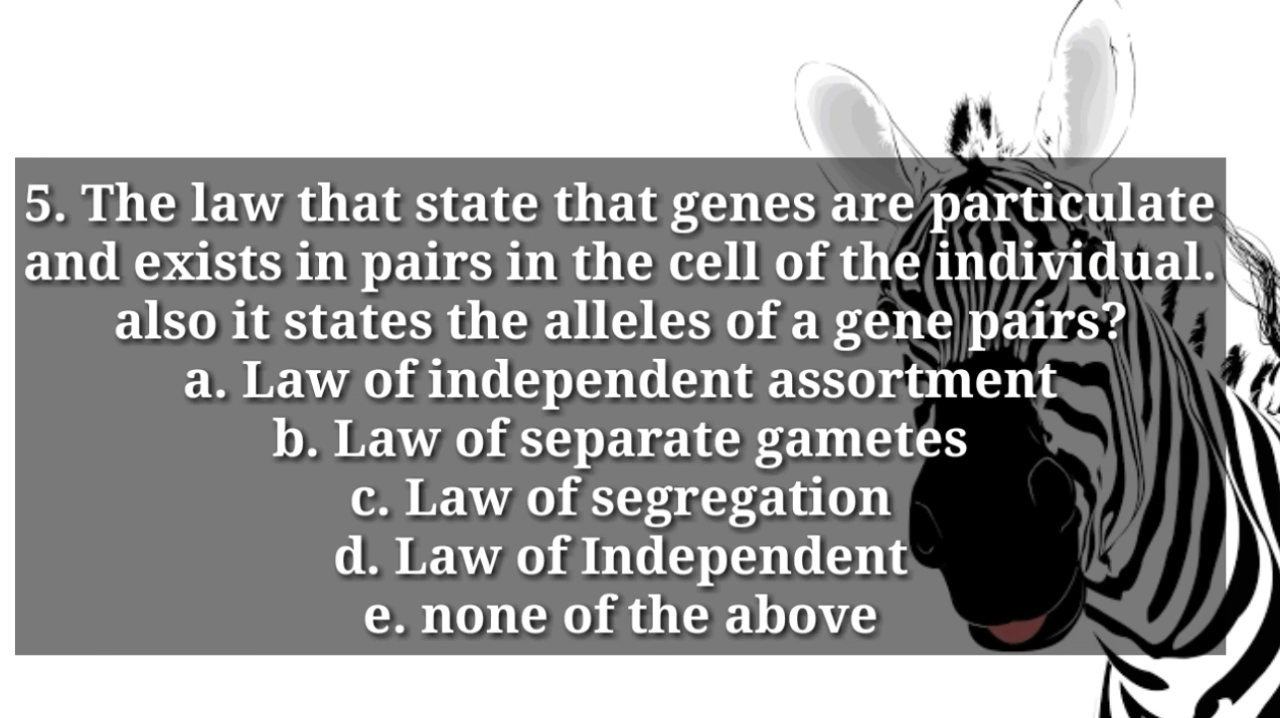 5. The law that state that genes are particulate
and exists in pairs in the cell of the individual.
also it states the alleles of a gene pairs?
a. Law of independent assortment
b. Law of separate gametes
c. Law of segregation
d. Law of Independent
e. none of the above